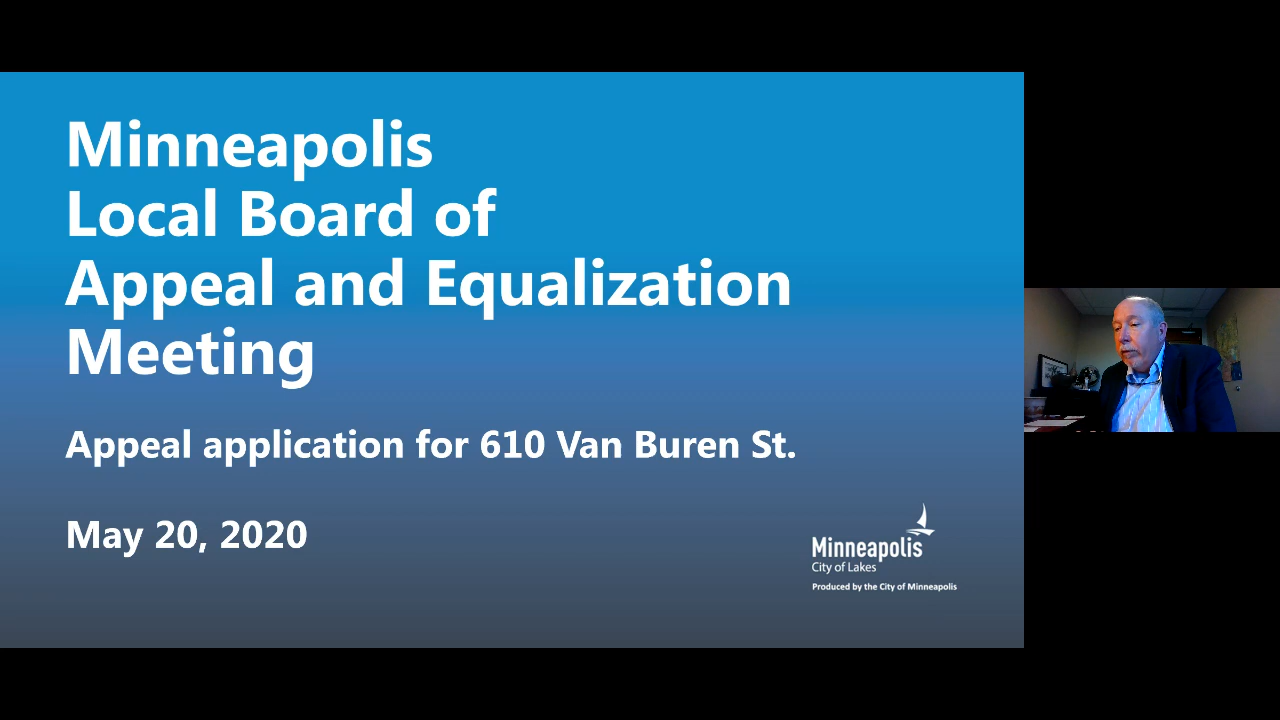 Minneapolis
Local Board of
Appeal and Equalization
Meeting
Appeal application for 610 Van Buren St.
May 20, 2020
Minneapolis
City of Lakes
Produced by the City of Minneapolis